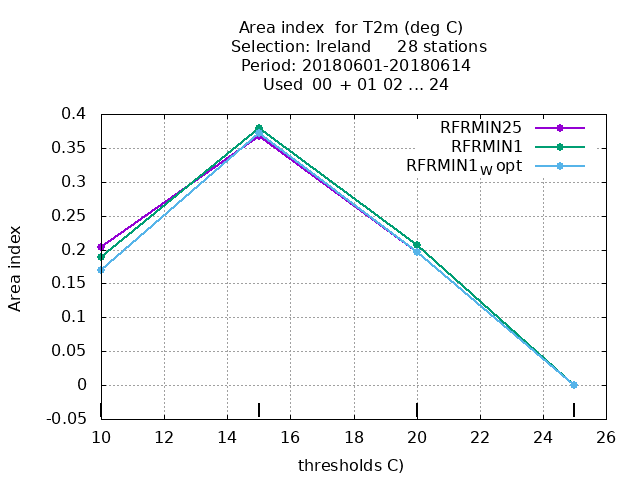 Area index  for T2m (deg C)
Selection: Ireland     28 stations
Period: 20180601-20180614
Used  00 + 01 02 ... 24
0.4
0.35
0.3
0.25
0.2
0.15
0.1
0.05
0
-0.05
Area index
RFRMIN25
RFRMIN1
RFRMIN1w opt
10 12 14 16 18 20 22 24 26
thresholds C)